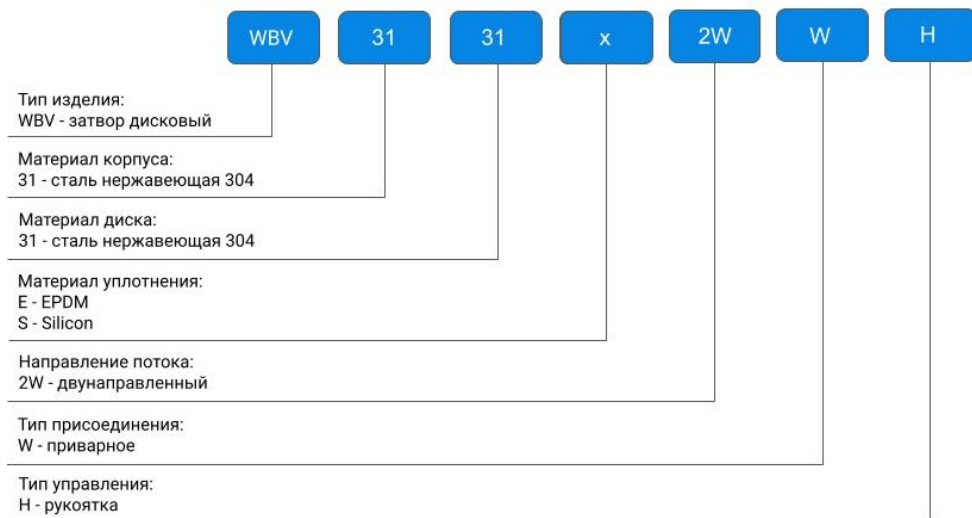 WBV 31 31 x 2W W H
Тип изделия:
WBV - затвор дисковый
Материал корпуса:
31 - сталь нержавеющая 304
Материал диска:
31 - сталь нержавеющая 304
Материал уплотнения:
E - EPDM
S - Silicon
Направление потока:
2W - двунаправленный
Тип присоединения:
W - приварное
Тип управления:
H - рукоятка